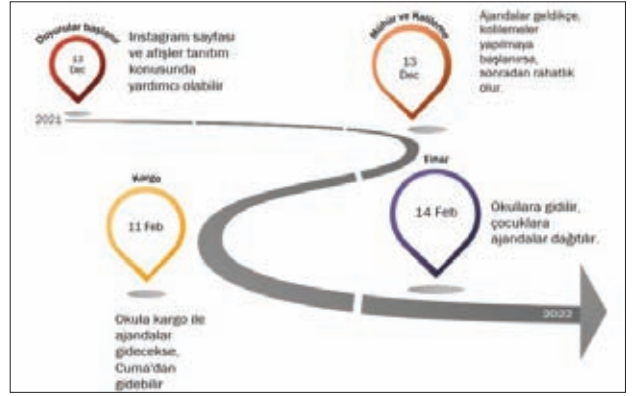 Duyurular başlanır
13
Dec
Instagram sayfası
ve afişler tanıtım
konusunda
yardımcı olabilir
Mühür ve Kolileme
13
Dec
Ajandalar geldikçe,
kolilemeler
yapılmaya
başlanırsa,
sonradan rahatlık
olur.
2021
Kargo
11 Feb
Okula kargo ile
ajandalar
gidecekse,
Cuma'dan
gidebilir
14 Feb
Okullara gidilir,
çocuklara
ajandalar dağıtılır.
2022